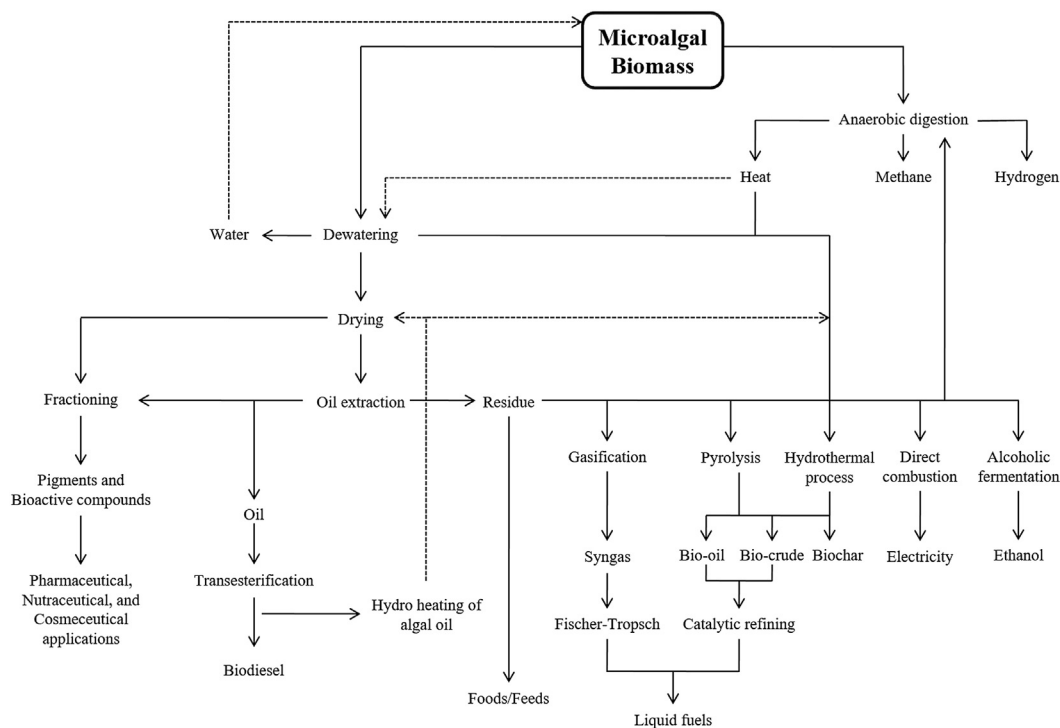 Microalgal
Biomass
Anaerobic digestion
Heat
Methane
Hydrogen
Water
Dewatering
Drying
Fractioning
Oil extraction
Residue
Gasification
Pyrolysis
Hydrothermal
process
Direct
combustion
Alcoholic
fermentation
Pigments and
Bioactive compounds
Oil
Syngas
Bio-oil
Bio-crude
Biochar
Electricity
Ethanol
Pharmaceutical,
Nutraceutical, and
Cosmeceutical
applications
Transesterification
Hydro heating of
algal oil
Fischer-Tropsch
Catalytic refining
Biodiesel
Foods/Feeds
Liquid fuels